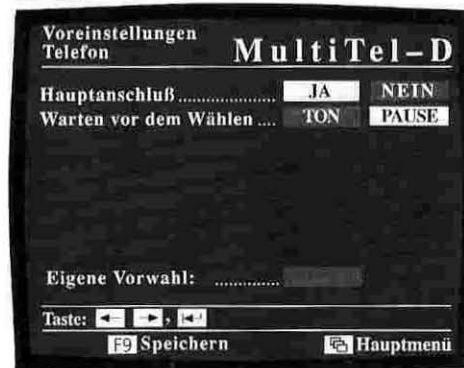 Voreinstellungen
Telefon MultiTel–D
Hauptanschluß................... JA NEIN
Warten vor dem Wählen .... TON PAUSE
Eigene Vorwahl: .............
Taste: ← → , ↵
F9 Speichern Hauptmenü